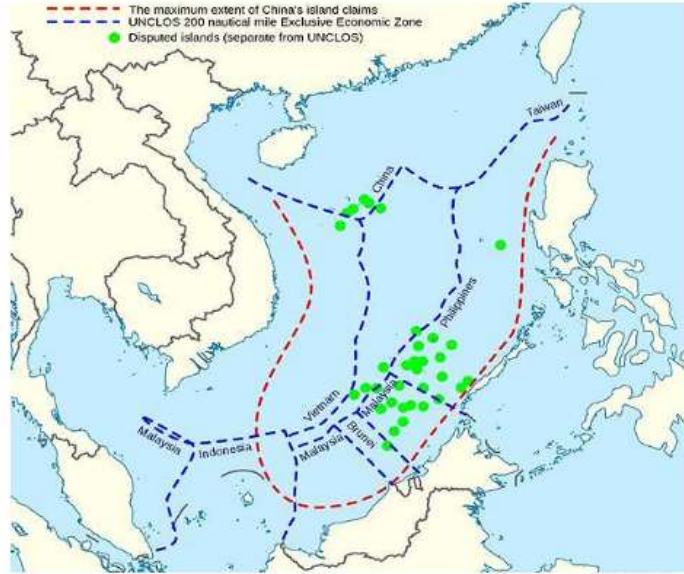 The maximum extent of China's island claims
UNCLOS 200 nautical mile Exclusive Economic Zone
Disputed islands (separate from UNCLOS)
Taiwan
China
Philippines
Vietnam
Malaysia
Malaysia
Indonesia
Malaysia
Brunei